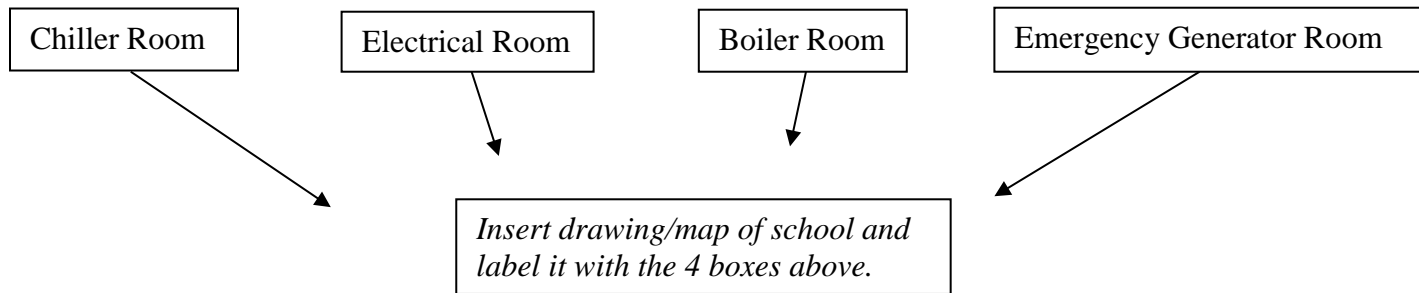 Chiller Room
Electrical Room
Boiler Room
Emergency Generator Room
Insert drawing/map of school and
label it with the 4 boxes above.